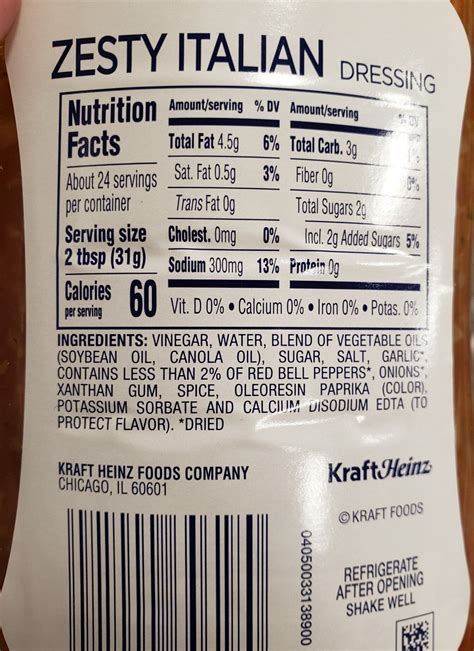 ZESTY ITALIAN DRESSING
Nutrition Facts
About 24 servings
per container
Serving size
2 tbsp (31g)
Calories 60
per serving
Amount/serving % DV
Total Fat 4.5g 6%
Sat. Fat 0.5g 3%
Trans Fat 0g
Cholest. 0mg 0%
Sodium 300mg 13%
Amount/serving % DV
Total Carb. 3g 1%
Fiber 0g 0%
Total Sugars 2g
Incl. 2g Added Sugars 5%
Protein 0g
Vit. D 0% • Calcium 0% • Iron 0% • Potas. 0%
INGREDIENTS: VINEGAR, WATER, BLEND OF VEGETABLE OILS
(SOYBEAN OIL, CANOLA OIL), SUGAR, SALT, GARLIC*,
CONTAINS LESS THAN 2% OF RED BELL PEPPERS*, ONIONS*,
XANTHAN GUM, SPICE, OLEORESIN PAPRIKA (COLOR),
POTASSIUM SORBATE AND CALCIUM DISODIUM EDTA (TO
PROTECT FLAVOR). *DRIED
KRAFT HEINZ FOODS COMPANY
CHICAGO, IL 60601
KraftHeinz
© KRAFT FOODS
REFRIGERATE
AFTER OPENING
SHAKE WELL
04050033138900